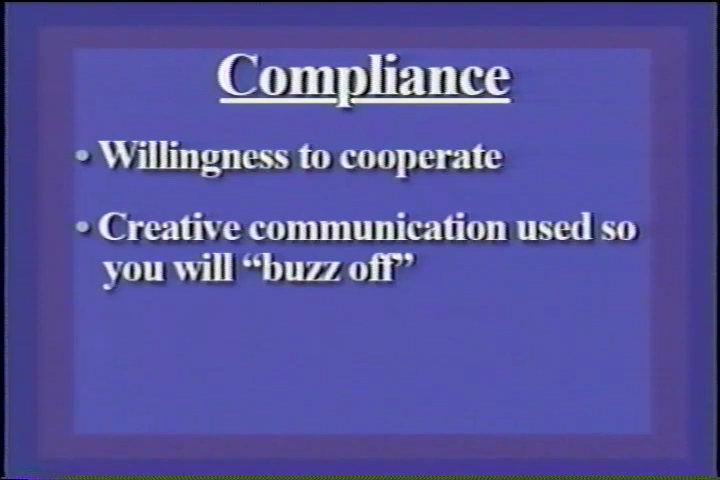 Compliance
• Willingness to cooperate
• Creative communication used so
you will “buzz off”